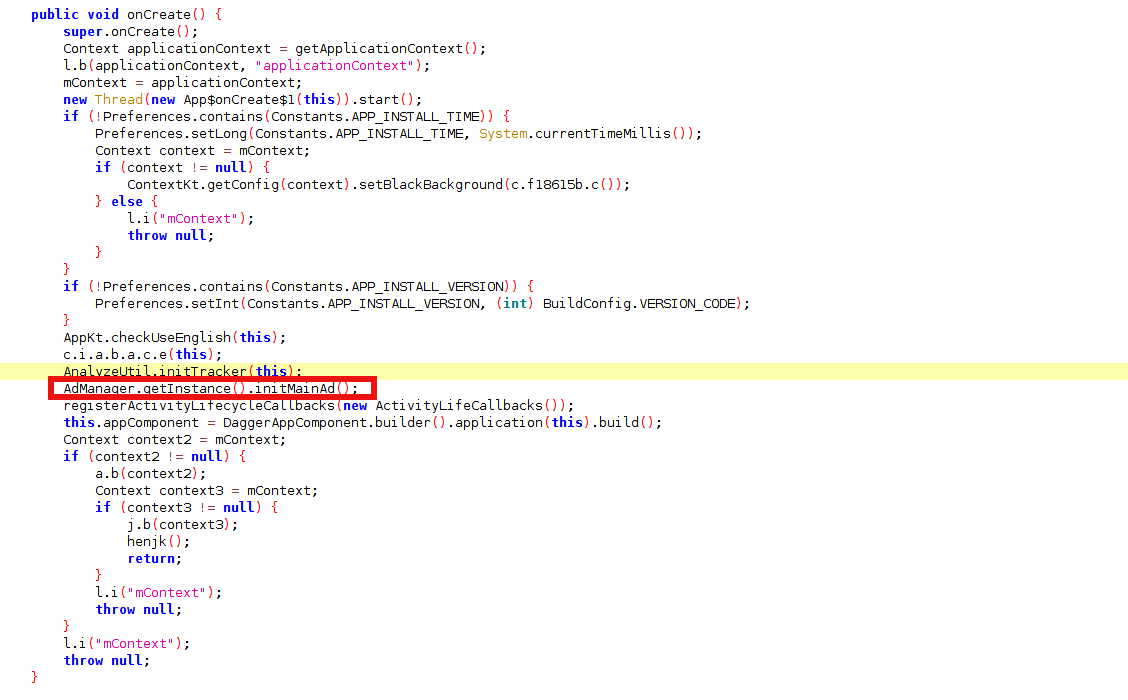 public void onCreate() {
super.onCreate();
Context applicationContext = getApplicationContext();
l.b(applicationContext, "applicationContext");
mContext = applicationContext;
new Thread(new App$onCreate$1(this)).start();
if (!Preferences.contains(Constants.APP_INSTALL_TIME)) {
Preferences.setLong(Constants.APP_INSTALL_TIME, System.currentTimeMillis());
Context context = mContext;
if (context != null) {
ContextKt.getConfig(context).setBlackBackground(c.f18615b.c());
} else {
l.i("mContext");
throw null;
}
}
if (!Preferences.contains(Constants.APP_INSTALL_VERSION)) {
Preferences.setInt(Constants.APP_INSTALL_VERSION, (int) BuildConfig.VERSION_CODE);
}
AppKt.checkUseEnglish(this);
c.i.a.b.a.c.e(this);
AnalyzeUtil.initTracker(this);
AdManager.getInstance().initMainAd();
registerActivityLifecycleCallbacks(new ActivityLifeCallbacks());
this.appComponent = DaggerAppComponent.builder().application(this).build();
Context context2 = mContext;
if (context2 != null) {
a.b(context2);
Context context3 = mContext;
if (context3 != null) {
j.b(context3);
henjk();
return;
}
l.i("mContext");
throw null;
}
l.i("mContext");
throw null;
}